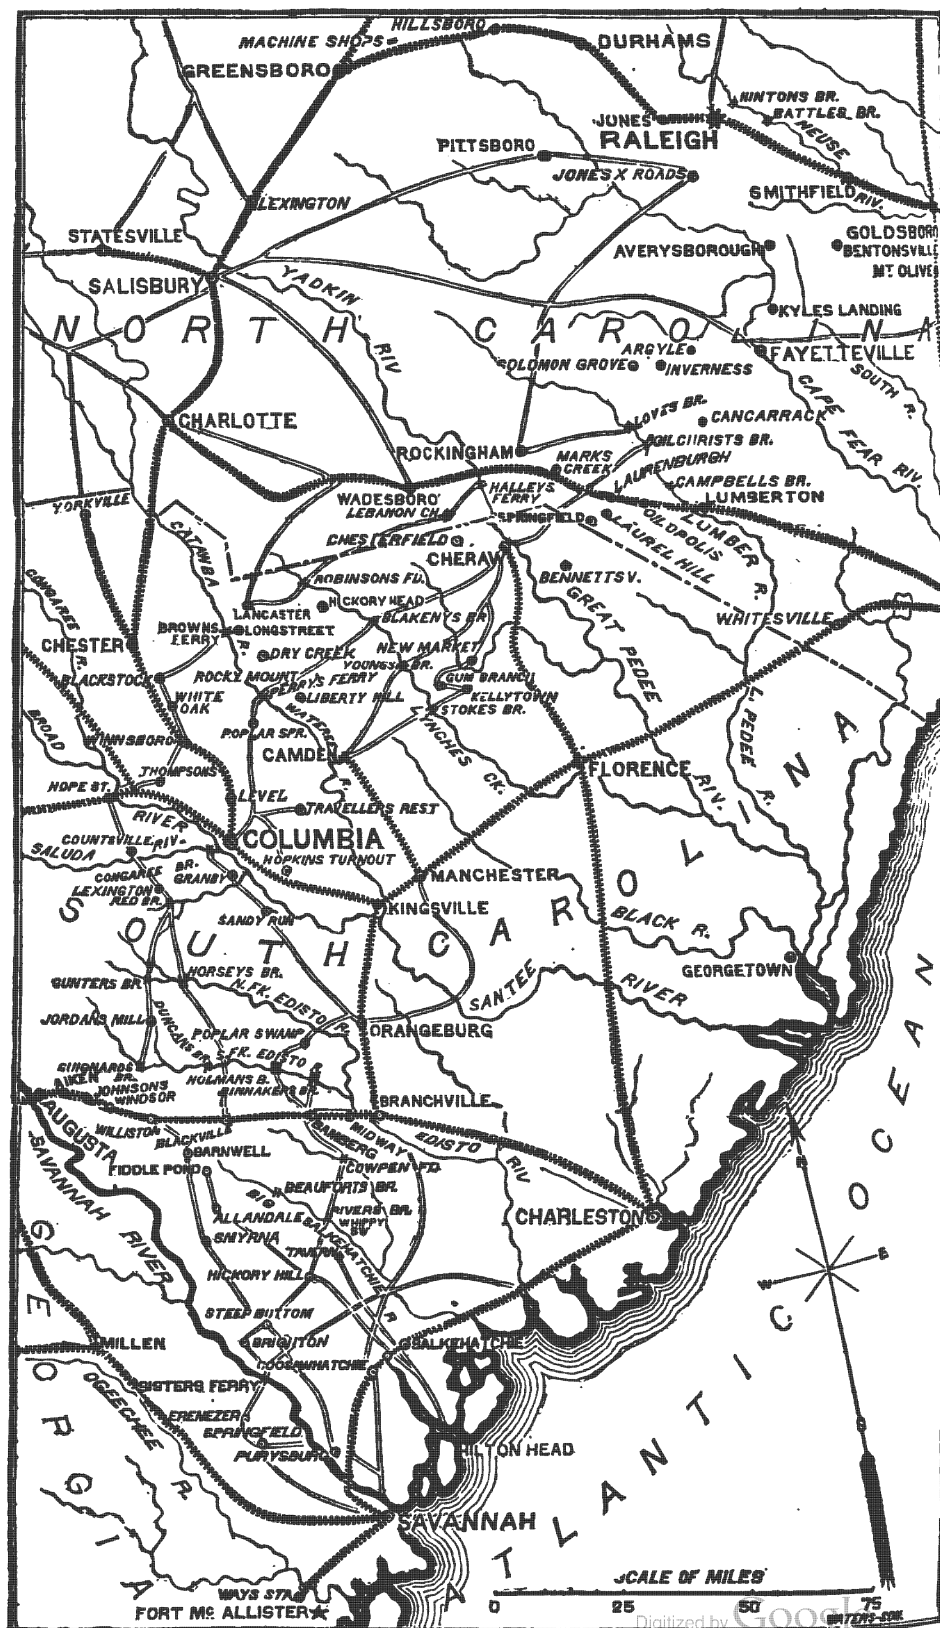 HILLSBORO
MACHINE SHOPS
DURHAMS
GREENSBORO
HINTONS BR.
BATTLES BR.
JONES
RALEIGH
NEUSE
PITTSBORO
JONES X ROADS
SMITHFIELD RIV.
LEXINGTON
STATESVILLE
AVERYSBOROUGH
GOLDSBORO
BENTONSVILLE
MT OLIVE
SALISBURY
YADKIN
RIV
KYLES LANDING
NORTH CAROLINA
ARGYLE
FAYETTEVILLE
SOLOMON GROVE
INVERNESS
SOUTH R.
CAPE FEAR RIV.
LOVES BR.
CANCARRACK
CHARLOTTE
GILCHRISTS BR.
ROCKINGHAM
MARKS
CREEK
LAURENBURGH
HALLEYS
FERRY
CAMPBELLS BR.
LUMBERTON
WADESBORO
LEBANON CH.
YORKVILLE
SPRINGFIELD
GILOPOLIS
LUMBER
R.
LAUREL HILL
CATAWBA
R.
CHESTERFIELD
CHERAW
CONGAREE
R.
ROBINSONS FD.
BENNETTSV.
HICKORY HEAD
LANCASTER
GREAT PEDEE
RIV.
BLAKENYS BR
WHITESVILLE
BROWNS
FERRY
LONGSTREET
CHESTER
DRY CREEK
NEW MARKET
YOUNGS BR.
BLACKSTOCK
ROCKY MOUNT
PERRY'S FERRY
GUM BRANCH
WHITE
OAK
LIBERTY HILL
KELLYTOWN
STOKES BR.
L. PEDEE
R.
BROAD
RIVER
WATEREE
R.
LYNCHES CK.
POPLAR SPR.
WINNSBORO
CAMDEN
THOMPSONS
FLORENCE
HOPE ST.
LEVEL
TRAVELLERS REST
COUNTSVILLE
RIV.
SALUDA
COLUMBIA
HOPKINS TURNOUT
BR.
GRANBY
CONGAREE
LEXINGTON
RED BR.
MANCHESTER
KINGSVILLE
SANDY RUN
BLACK R.
SOUTH CAROLINA
GEORGETOWN
HORSEYS BR.
GUNTERS BR
N. FK. EDISTO R.
SANTEE
RIVER
JORDANS MILL
DUNCANS BR.
POPLAR SWAMP
ORANGEBURG
S. FK. EDISTO
BR.
HOLMANS B.
BINNAKERS BR.
AIKEN
JOHNSONS
WINDSOR
BRANCHVILLE
AUGUSTA
WILLISTON
BLACKVILLE
BAMBERG
MIDWAY
EDISTO
RIV
SAVANNAH
RIVER
BARNWELL
FIDDLE POND
COWPEN FD.
BEAUFORTS BR.
BIG
SALKEHATCHIE
R
ALLANDALE
RIVERS BR.
WHIPPY
SW
CHARLESTON
SMYRNA
TAVERN
HICKORY HILL
N
E
W
S
STEEP BOTTOM
BRIGHTON
MILLEN
SALKEHATCHIE
COOSAWHATCHIE
SISTERS FERRY
OGEECHEE
R.
EBENEZER
SPRINGFIELD
PURYSBURG
HILTON HEAD
GEORGIA
SAVANNAH
ATLANTIC OCEAN
WAYS STA.
FORT Mc ALLISTER
SCALE OF MILES
0 25 50 75
WATERS-SON.
Digitized by Google